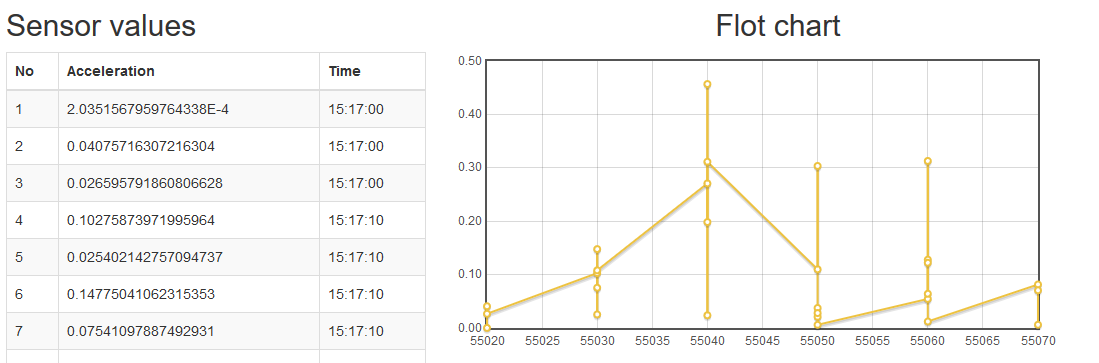 Sensor values
No Acceleration Time
1 2.0351567959764338E-4 15:17:00
2 0.04075716307216304 15:17:00
3 0.026595791860806628 15:17:00
4 0.10275873971995964 15:17:10
5 0.025402142757094737 15:17:10
6 0.14775041062315353 15:17:10
7 0.07541097887492931 15:17:10
Flot chart
0.50
0.40
0.30
0.20
0.10
0.00
55020 55025 55030 55035 55040 55045 55050 55055 55060 55065 55070